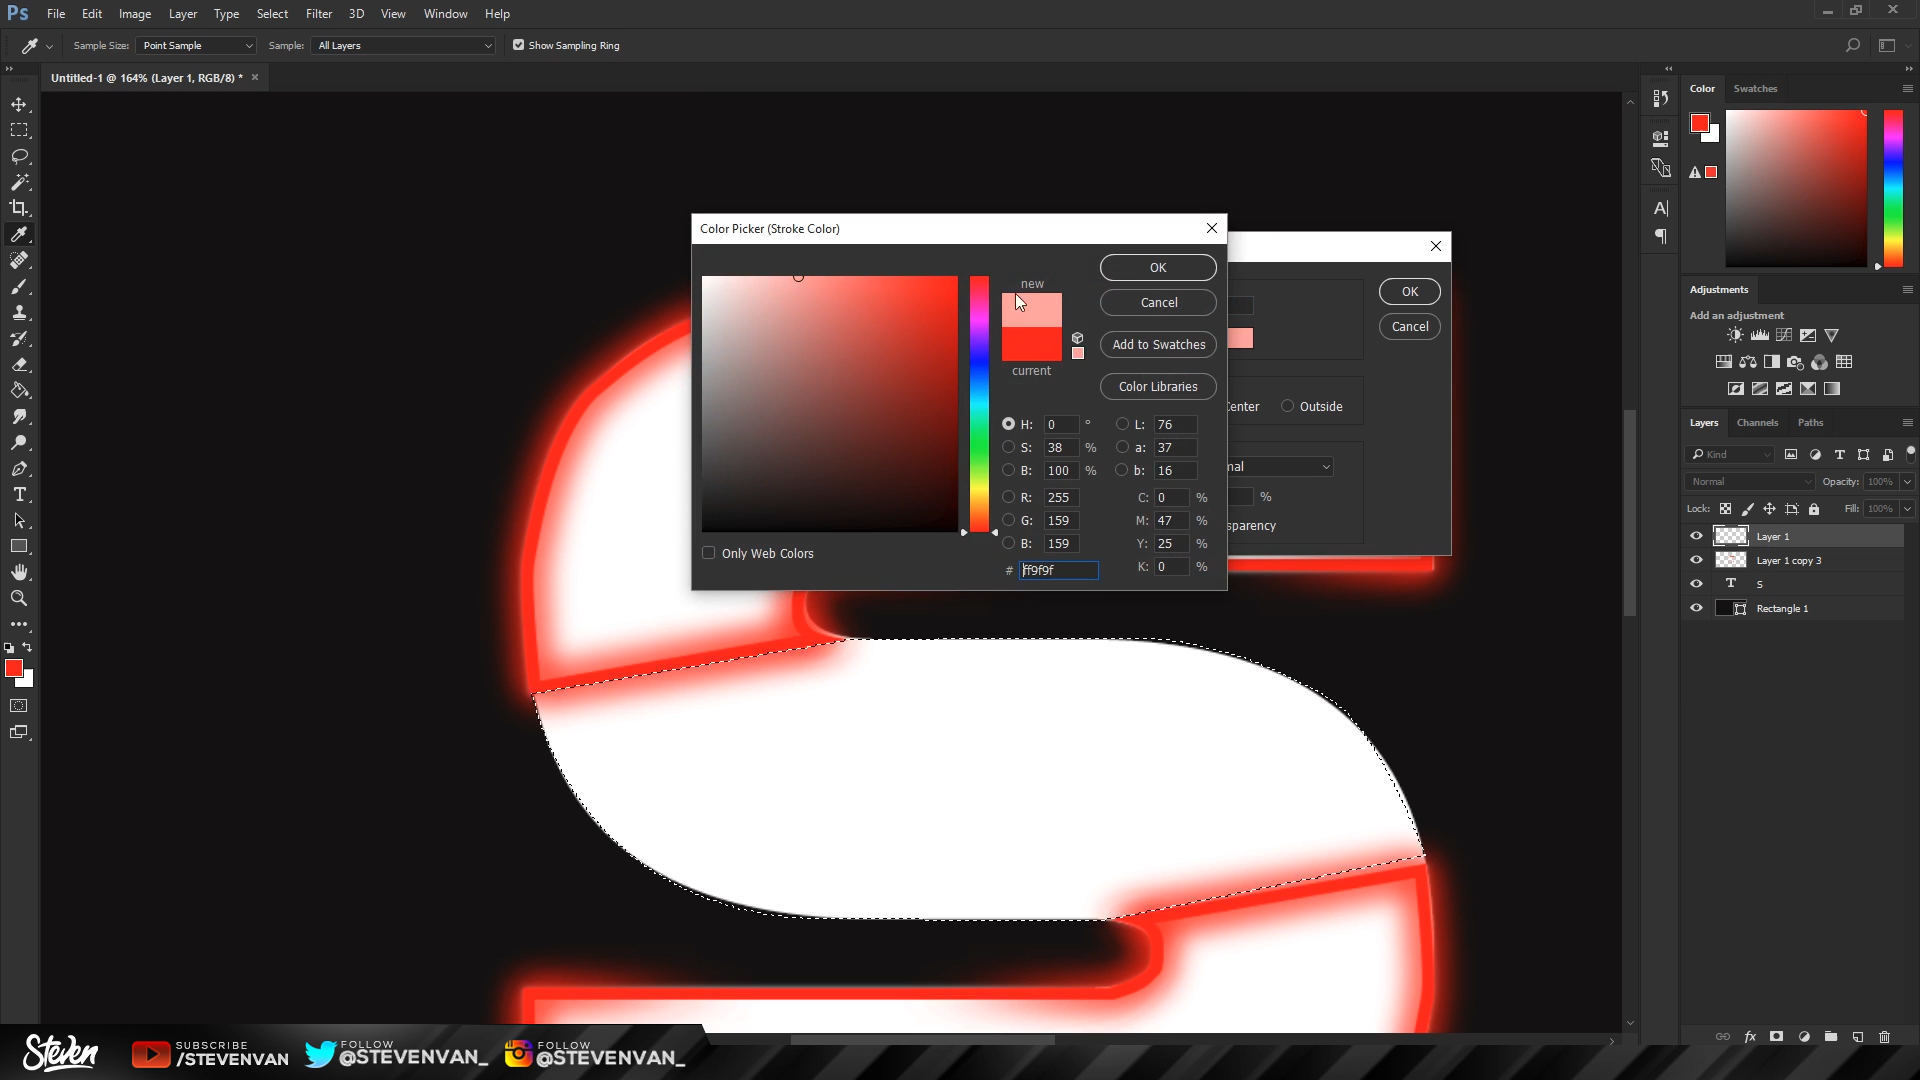 Ps File Edit Image Layer Type Select Filter 3D View Window Help
Sample Size: Point Sample Sample: All Layers Show Sampling Ring
Untitled-1 @ 164% (Layer 1, RGB/8) *
Color Swatches
Color Picker (Stroke Color)
new
current
OK
Cancel
Add to Swatches
Color Libraries
H: 0 °
S: 38 %
B: 100 %
R: 255
G: 159
B: 159
# ff9f9f
L: 76
a: 37
b: 16
C: 0 %
M: 47 %
Y: 25 %
K: 0 %
Only Web Colors
OK
Cancel
Outside
%
Adjustments
Add an adjustment
Layers Channels Paths
Kind
Normal Opacity: 100%
Lock: Fill: 100%
Layer 1
Layer 1 copy 3
T S
Rectangle 1
fx
Steven
SUBSCRIBE
/STEVENVAN
FOLLOW
@STEVENVAN_
FOLLOW
@STEVENVAN_